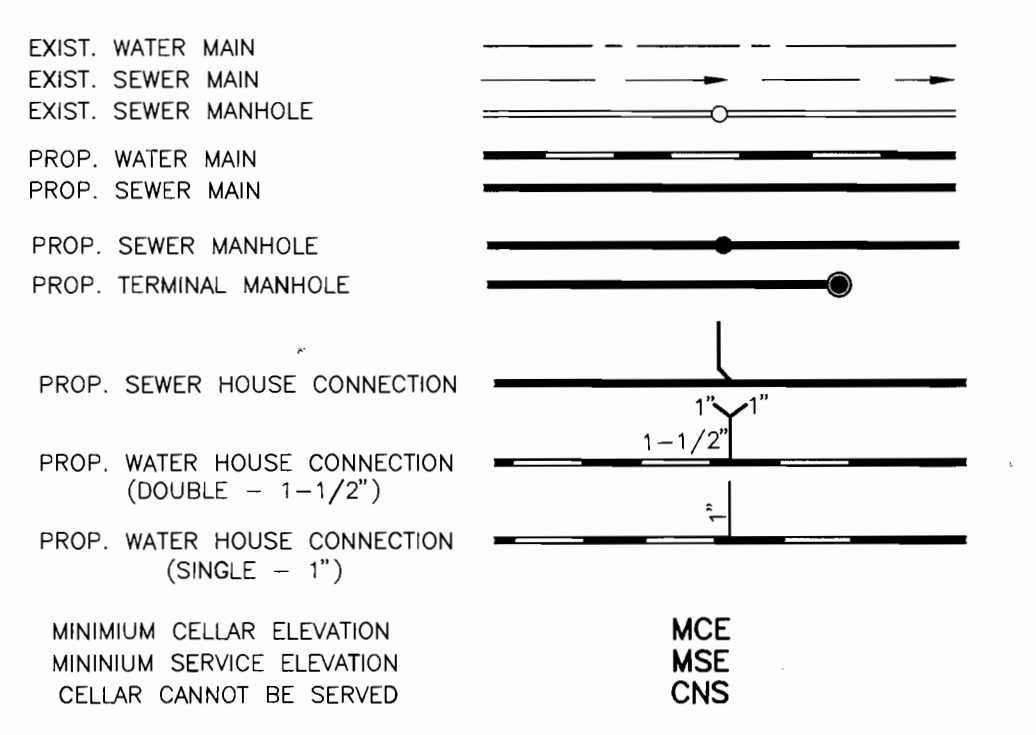 EXIST. WATER MAIN
EXIST. SEWER MAIN
EXIST. SEWER MANHOLE
PROP. WATER MAIN
PROP. SEWER MAIN
PROP. SEWER MANHOLE
PROP. TERMINAL MANHOLE
PROP. SEWER HOUSE CONNECTION
1" 1"
1-1/2"
PROP. WATER HOUSE CONNECTION
(DOUBLE - 1-1/2")
1"
PROP. WATER HOUSE CONNECTION
(SINGLE - 1")
MINIMIUM CELLAR ELEVATION MCE
MININIUM SERVICE ELEVATION MSE
CELLAR CANNOT BE SERVED CNS